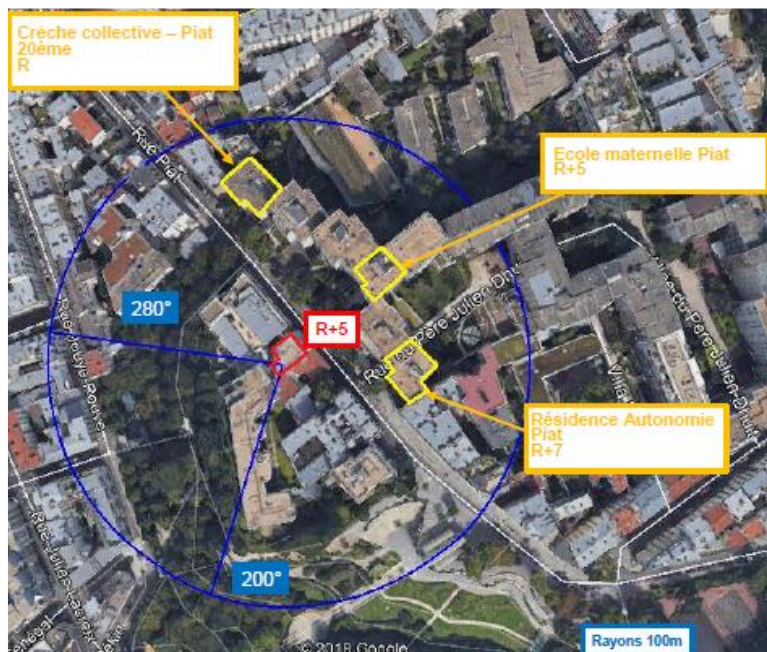 Crèche collective – Piat
20ème
R
Rue Piat
Ecole maternelle Piat
R+5
280°
R+5
Rue du Père Julien Dhuit
Villa
Résidence Autonomie
Piat
R+7
200°
© 2018 Google
Rayons 100m